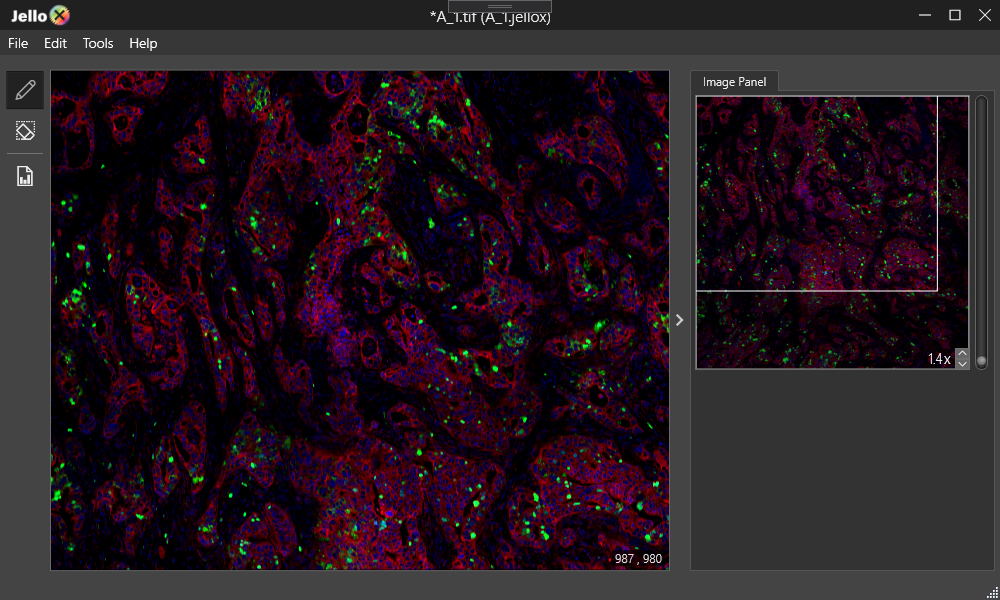 Jello X
*A_1.tif (A_1.jellox)
File Edit Tools Help
Image Panel
1.4x
987 , 980